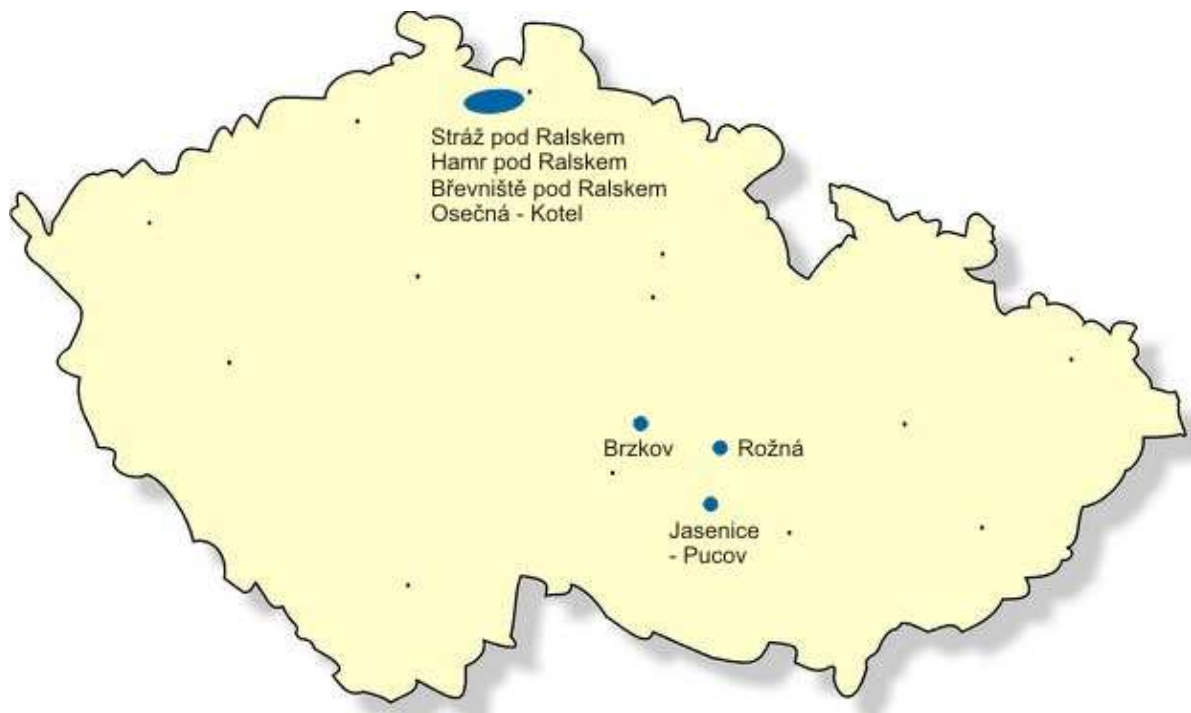 Stráž pod Ralskem
Hamr pod Ralskem
Břevniště pod Ralskem
Osečná - Kotel
Brzkov
Rožná
Jasenice
- Pucov